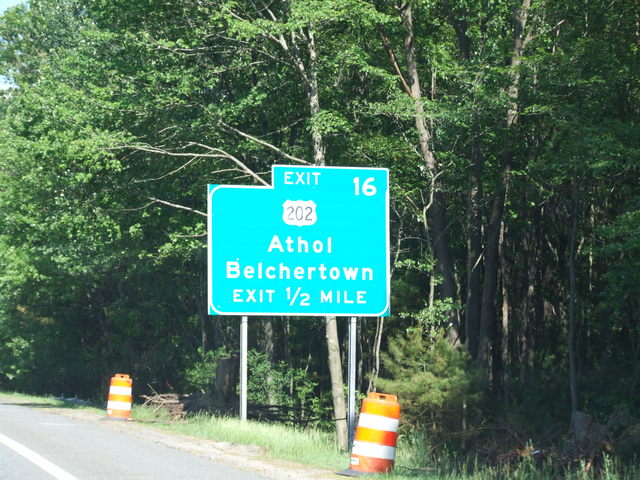 EXIT 16
202
Athol
Belchertown
EXIT 1/2 MILE